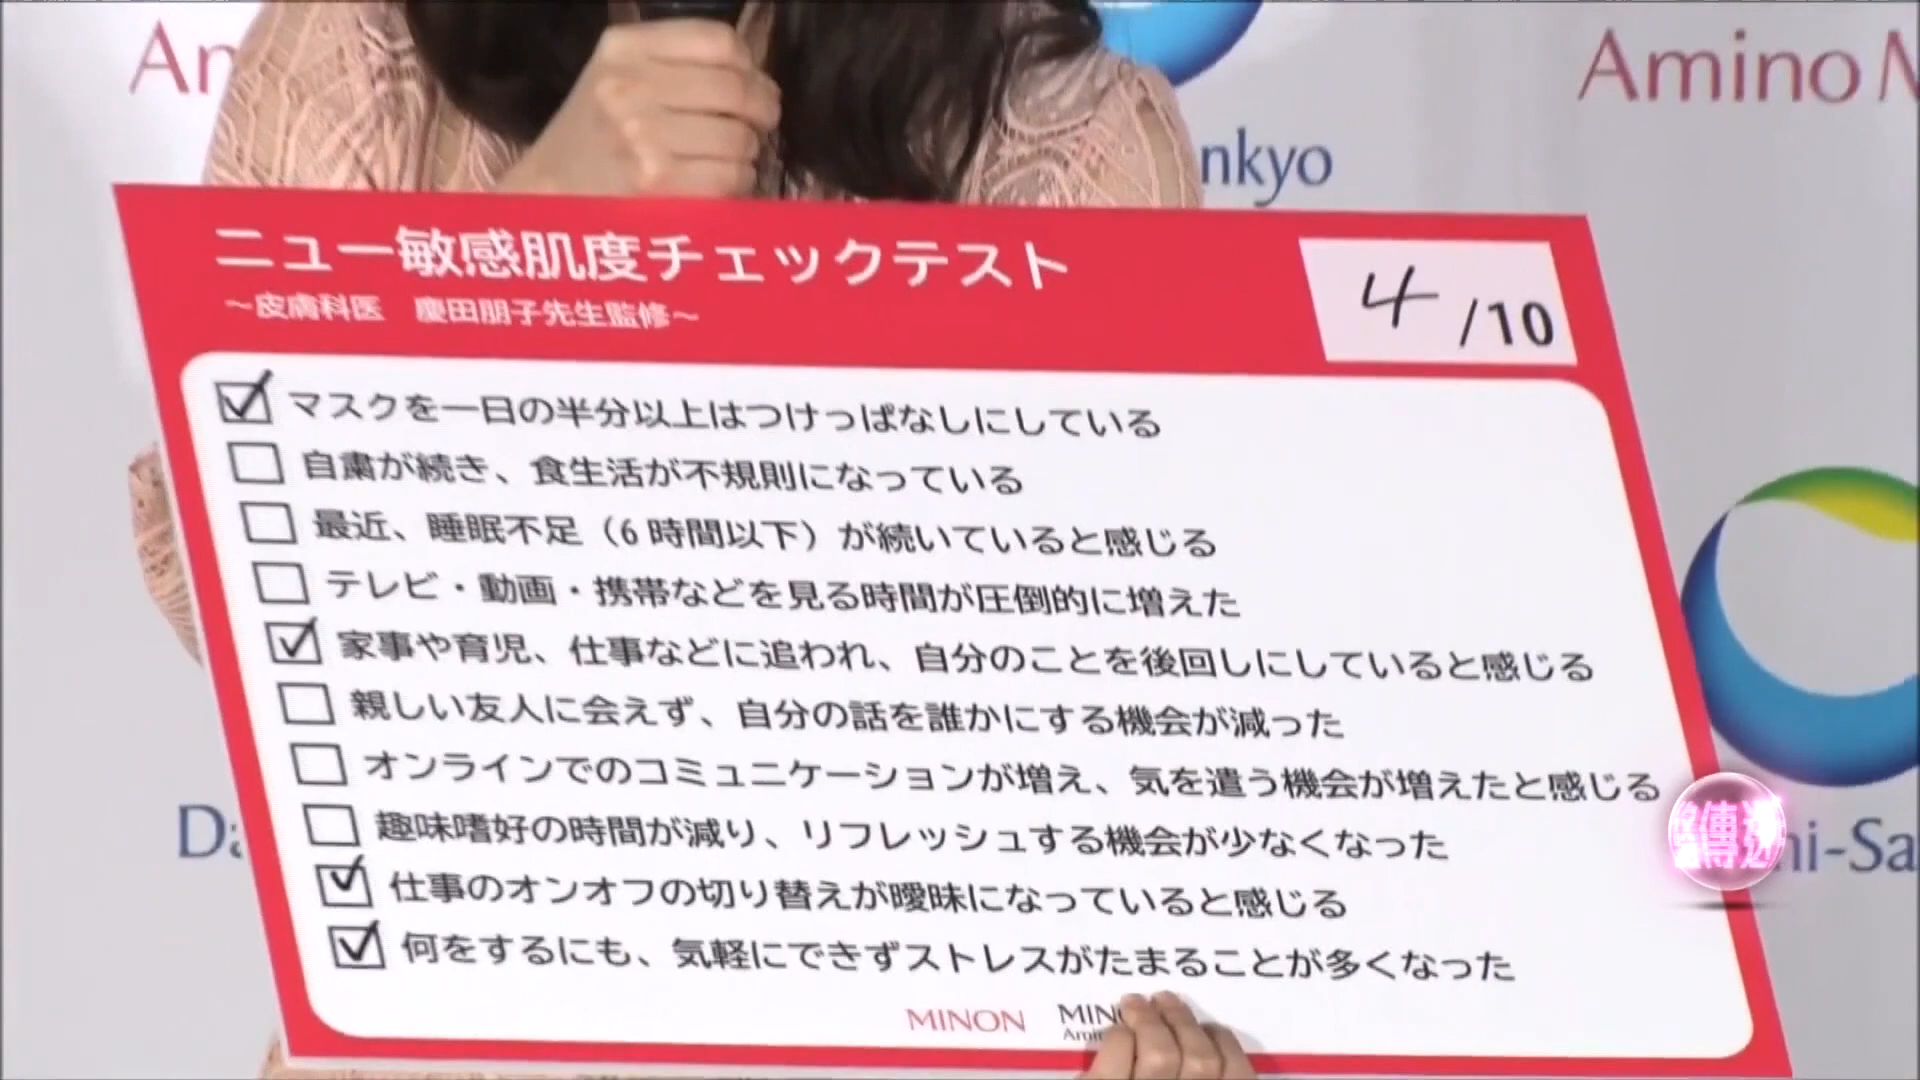 Amino M
nkyo
ニュー敏感肌度チェックテスト
～皮膚科医 慶田朋子先生監修～
4/10
マスクを一日の半分以上はつけっぱなしにしている
自粛が続き、食生活が不規則になっている
最近、睡眠不足（6時間以下）が続いていると感じる
テレビ・動画・携帯などを見る時間が圧倒的に増えた
家事や育児、仕事などに追われ、自分のことを後回しにしていると感じる
親しい友人に会えず、自分の話を誰かにする機会が減った
オンラインでのコミュニケーションが増え、気を遣う機会が増えたと感じる
趣味嗜好の時間が減り、リフレッシュする機会が少なくなった
仕事のオンオフの切り替えが曖昧になっていると感じる
何をするにも、気軽にできずストレスがたまることが多くなった
MINON